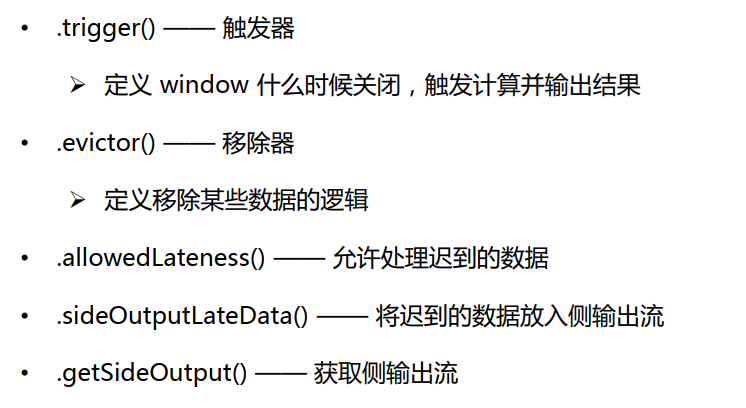 • .trigger() —— 触发器
➢ 定义 window 什么时候关闭，触发计算并输出结果
• .evictor() —— 移除器
➢ 定义移除某些数据的逻辑
• .allowedLateness() —— 允许处理迟到的数据
• .sideOutputLateData() —— 将迟到的数据放入侧输出流
• .getSideOutput() —— 获取侧输出流